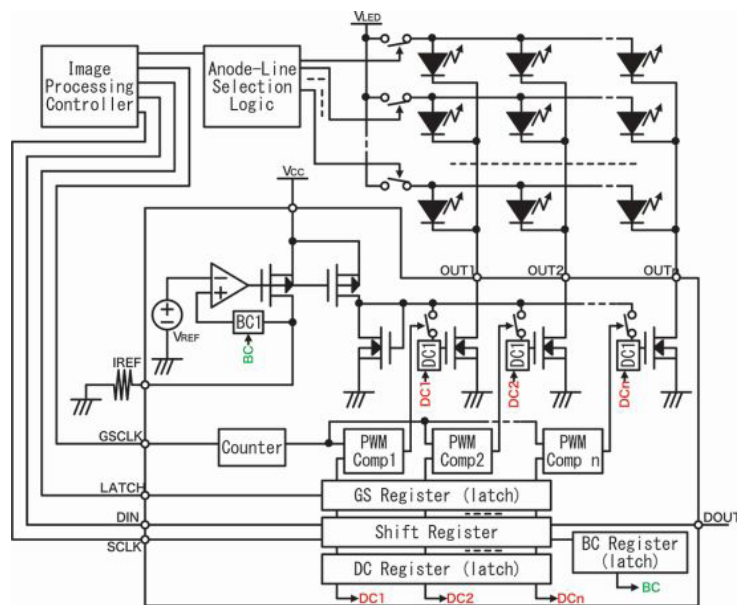 VLED
Image
Processing
Controller
Anode-Line
Selection
Logic
VCC
OUT1
OUT2
OUTn
VREF
BC1
BC
IREF
DC1
DC1
DC1
DC1
DC2
DCn
GSCLK
Counter
PWM
Comp1
PWM
Comp2
PWM
Comp n
LATCH
GS Register (latch)
DIN
Shift Register
DOUT
SCLK
BC Register
(latch)
DC Register (latch)
BC
DC1
DC2
DCn